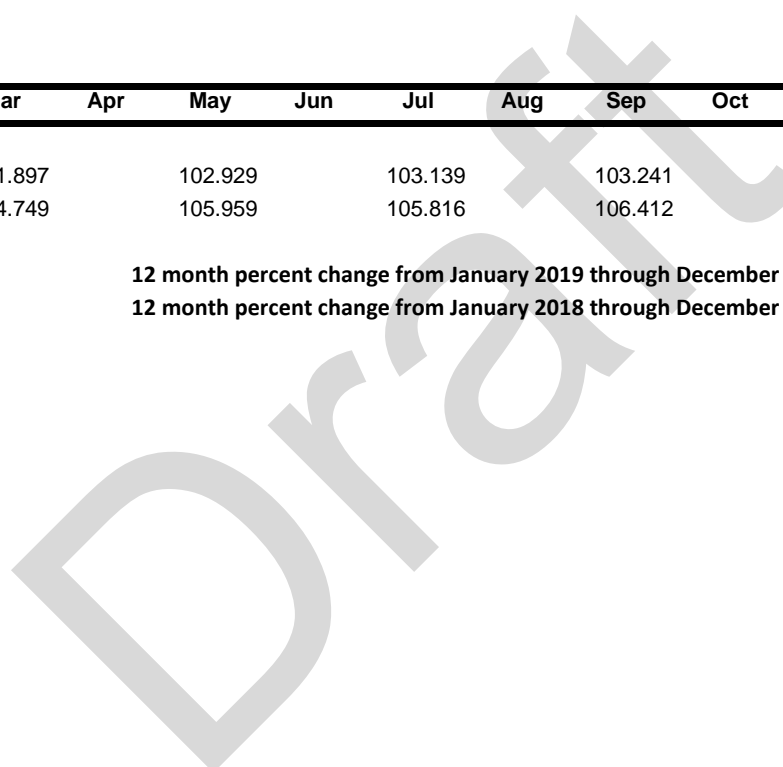 ar Apr May Jun Jul Aug Sep Oct
.897 102.929 103.139 103.241
4.749 105.959 105.816 106.412
12 month percent change from January 2019 through December
12 month percent change from January 2018 through December
Draft